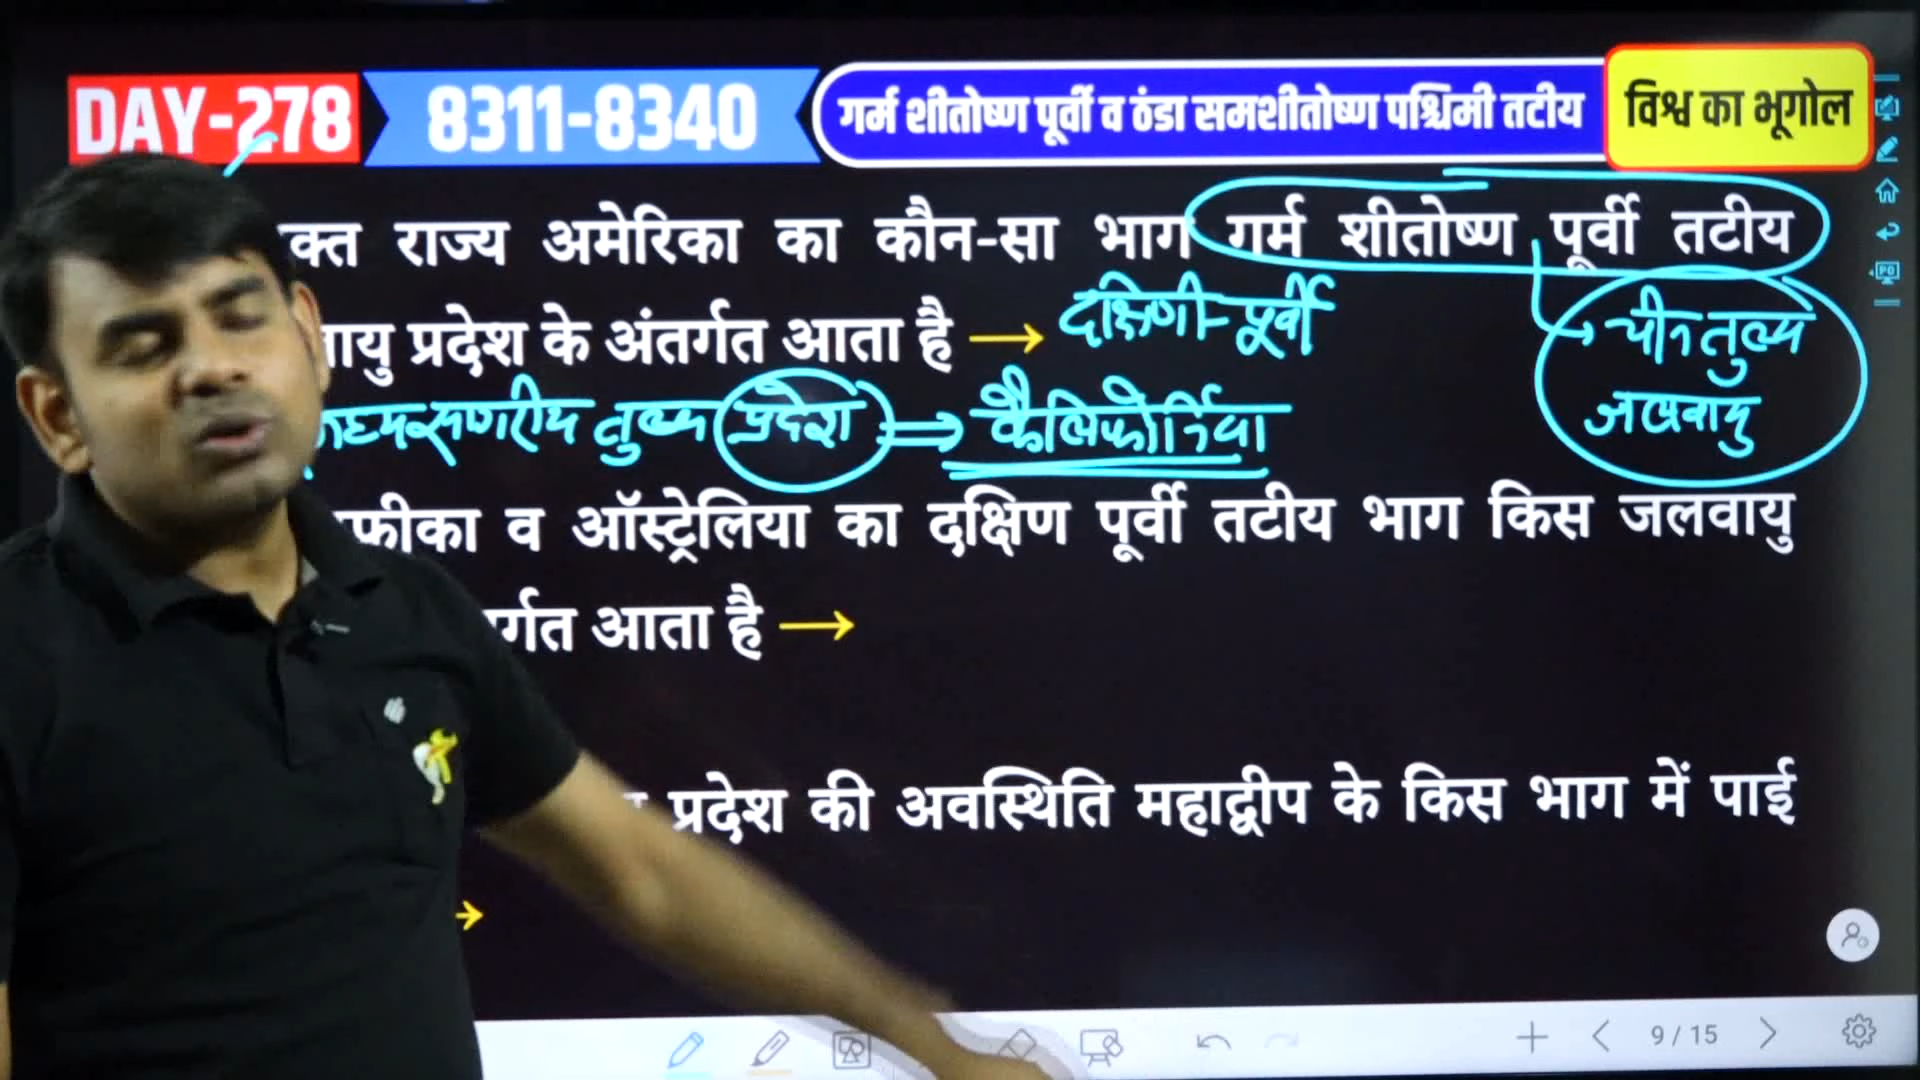 DAY-278 8311-8340 गर्म शीतोष्ण पूर्वी व ठंडा समशीतोष्ण पश्चिमी तटीय विश्व का भूगोल
क्त राज्य अमेरिका का कौन-सा भाग गर्म शीतोष्ण पूर्वी तटीय
ायु प्रदेश के अंतर्गत आता है → दक्षिणी-पूर्वी
→ चीन तुल्य
जलवायु
तुल्य प्रदेश ⇒ कैलिफोर्निया
फ्रीका व ऑस्ट्रेलिया का दक्षिण पूर्वी तटीय भाग किस जलवायु
र्गत आता है →
प्रदेश की अवस्थिति महाद्वीप के किस भाग में पाई
→
9 / 15